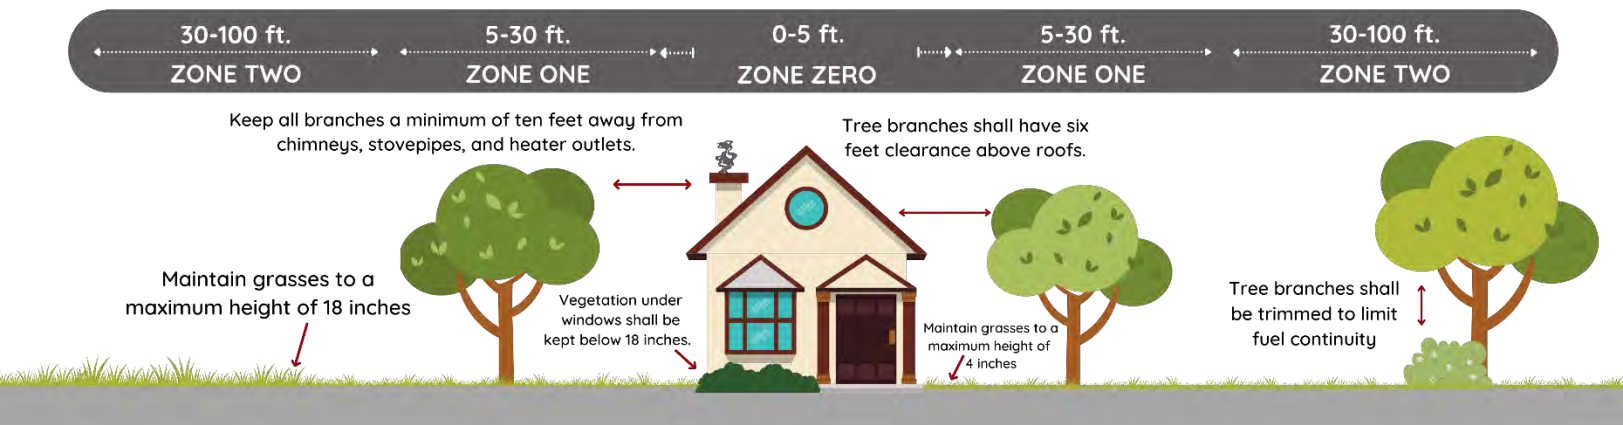 30-100 ft.
ZONE TWO
5-30 ft.
ZONE ONE
0-5 ft.
ZONE ZERO
5-30 ft.
ZONE ONE
30-100 ft.
ZONE TWO
Keep all branches a minimum of ten feet away from
chimneys, stovepipes, and heater outlets.
Tree branches shall have six
feet clearance above roofs.
Maintain grasses to a
maximum height of 18 inches
Vegetation under
windows shall be
kept below 18 inches.
Maintain grasses to a
maximum height of
4 inches
Tree branches shall
be trimmed to limit
fuel continuity